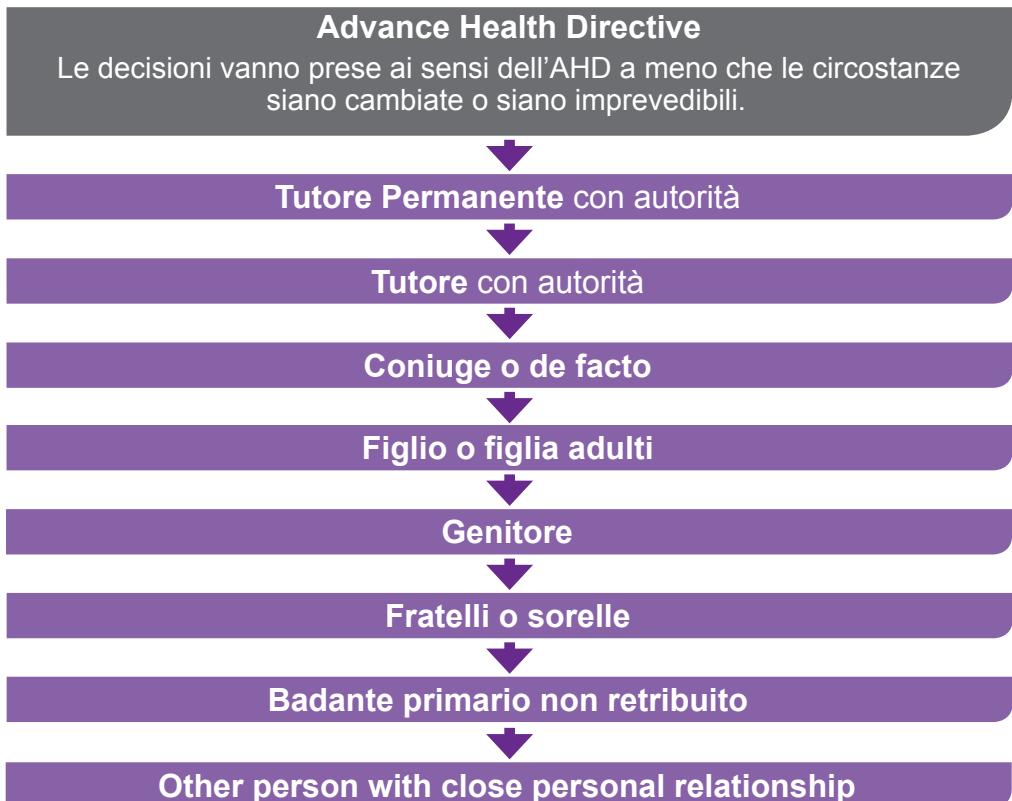 Advance Health Directive
Le decisioni vanno prese ai sensi dell’AHD a meno che le circostanze
siano cambiate o siano imprevedibili.
Tutore Permanente con autorità
Tutore con autorità
Coniuge o de facto
Figlio o figlia adulti
Genitore
Fratelli o sorelle
Badante primario non retribuito
Other person with close personal relationship